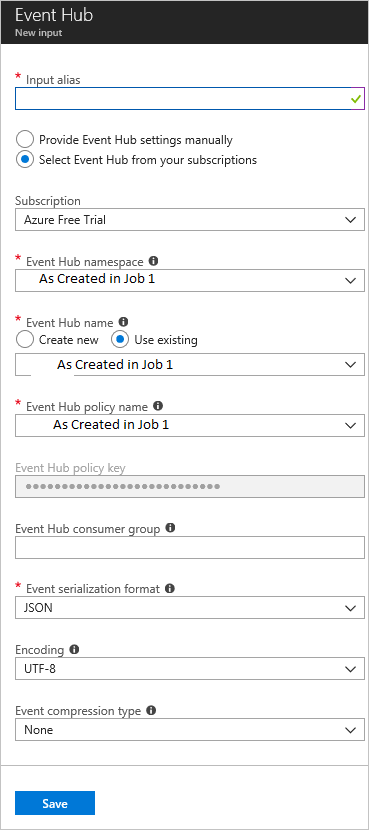 Event Hub
New input
* Input alias
Provide Event Hub settings manually
Select Event Hub from your subscriptions
Subscription
Azure Free Trial
* Event Hub namespace
As Created in Job 1
* Event Hub name
Create new Use existing
As Created in Job 1
* Event Hub policy name
As Created in Job 1
Event Hub policy key
••••••••••••••••••••••••••••
Event Hub consumer group
* Event serialization format
JSON
Encoding
UTF-8
Event compression type
None
Save